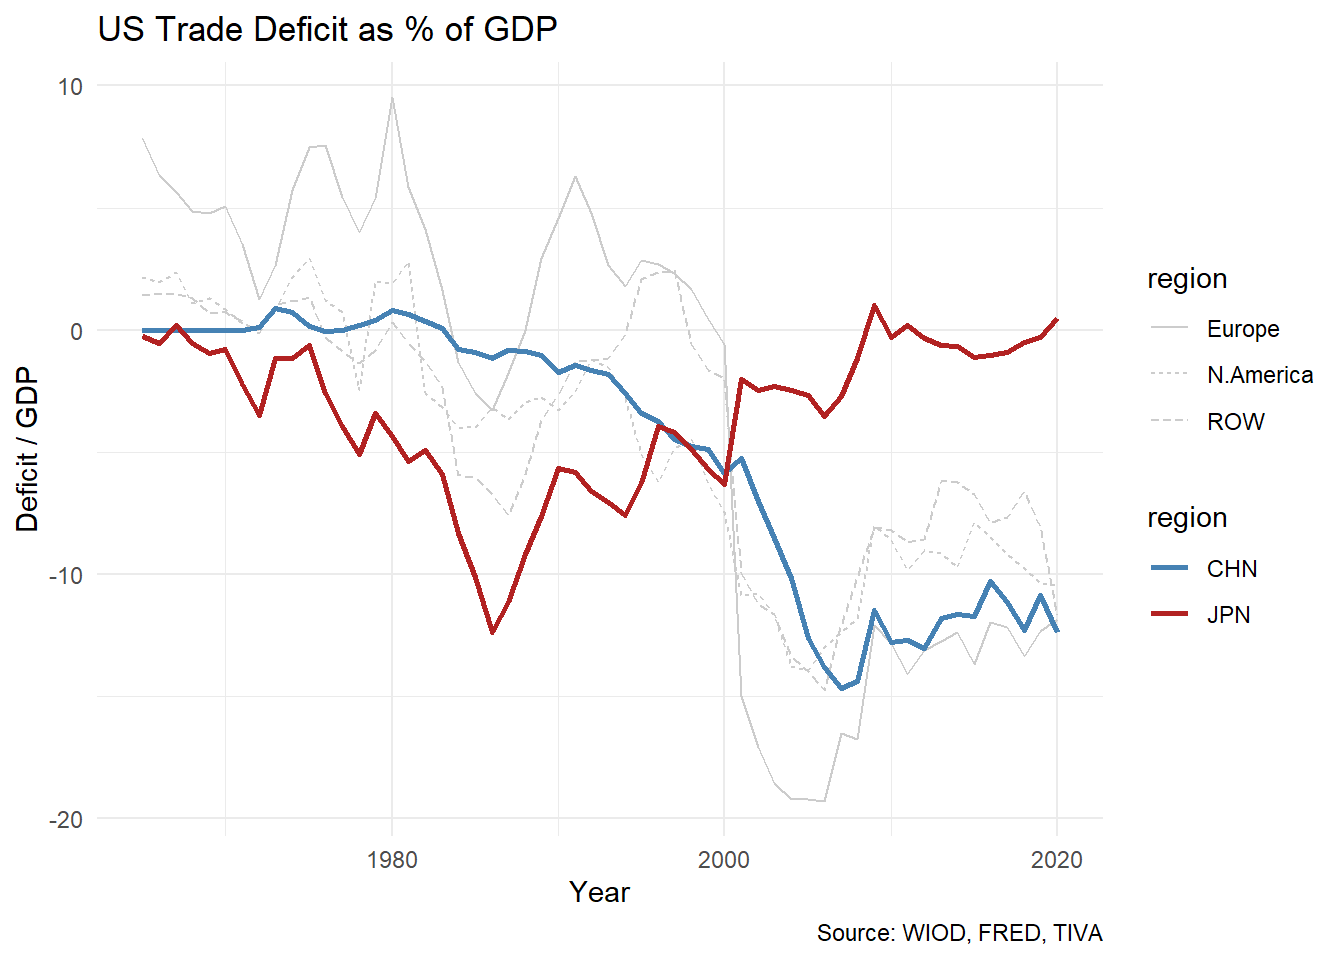 US Trade Deficit as % of GDP
10
0
-10
-20
Deficit / GDP
1980
2000
2020
Year
region
Europe
N.America
ROW
region
CHN
JPN
Source: WIOD, FRED, TIVA